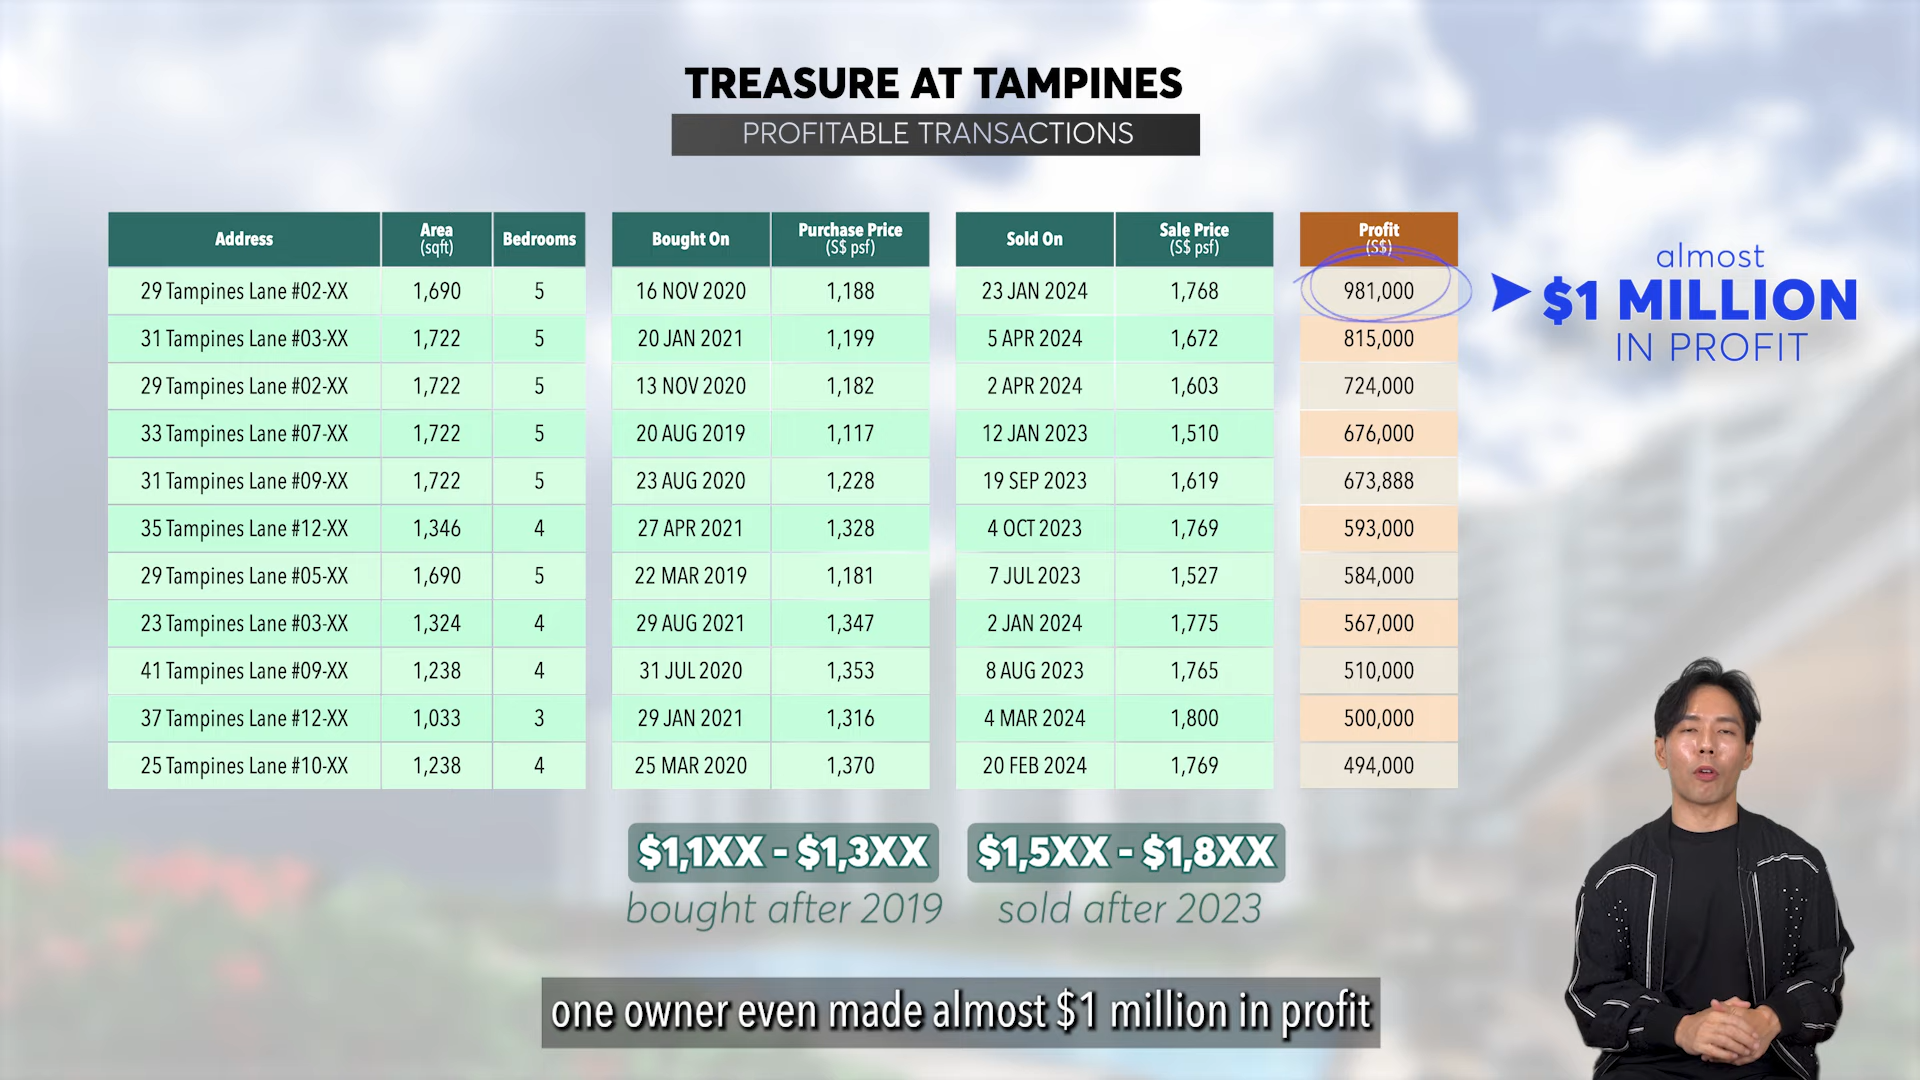 TREASURE AT TAMPINES
PROFITABLE TRANSACTIONS
Address Area (sqft) Bedrooms Bought On Purchase Price (S$ psf) Sold On Sale Price (S$ psf) Profit (S$)
29 Tampines Lane #02-XX 1,690 5 16 NOV 2020 1,188 23 JAN 2024 1,768 981,000
31 Tampines Lane #03-XX 1,722 5 20 JAN 2021 1,199 5 APR 2024 1,672 815,000
29 Tampines Lane #02-XX 1,722 5 13 NOV 2020 1,182 2 APR 2024 1,603 724,000
33 Tampines Lane #07-XX 1,722 5 20 AUG 2019 1,117 12 JAN 2023 1,510 676,000
31 Tampines Lane #09-XX 1,722 5 23 AUG 2020 1,228 19 SEP 2023 1,619 673,888
35 Tampines Lane #12-XX 1,346 4 27 APR 2021 1,328 4 OCT 2023 1,769 593,000
29 Tampines Lane #05-XX 1,690 5 22 MAR 2019 1,181 7 JUL 2023 1,527 584,000
23 Tampines Lane #03-XX 1,324 4 29 AUG 2021 1,347 2 JAN 2024 1,775 567,000
41 Tampines Lane #09-XX 1,238 4 31 JUL 2020 1,353 8 AUG 2023 1,765 510,000
37 Tampines Lane #12-XX 1,033 3 29 JAN 2021 1,316 4 MAR 2024 1,800 500,000
25 Tampines Lane #10-XX 1,238 4 25 MAR 2020 1,370 20 FEB 2024 1,769 494,000
almost
$1 MILLION
IN PROFIT
$1,1XX - $1,3XX
bought after 2019
$1,5XX - $1,8XX
sold after 2023
one owner even made almost $1 million in profit